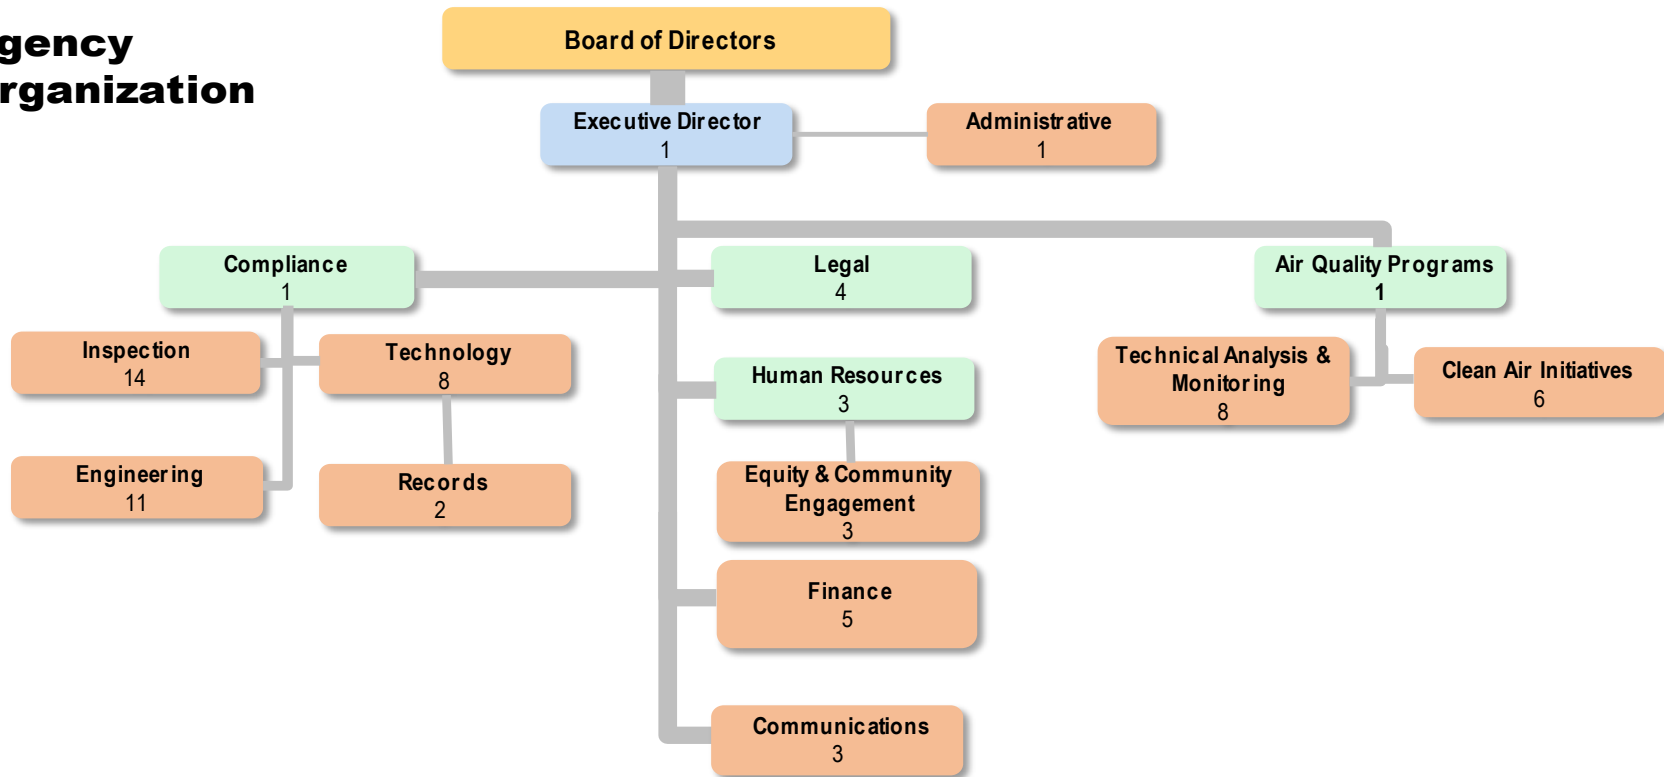 gency
rganization
Board of Directors
Executive Director
1
Administrative
1
Compliance
1
Legal
4
Air Quality Programs
1
Inspection
14
Technology
8
Human Resources
3
Technical Analysis &
Monitoring
8
Clean Air Initiatives
6
Engineering
11
Records
2
Equity & Community
Engagement
3
Finance
5
Communications
3